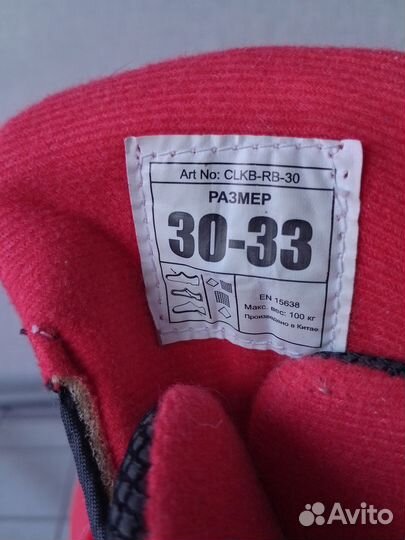 Art No: CLKB-RB-30
РАЗМЕР
30-33
EN 15638
Макс. вес: 100 кг
Произведено в Китае
Avito